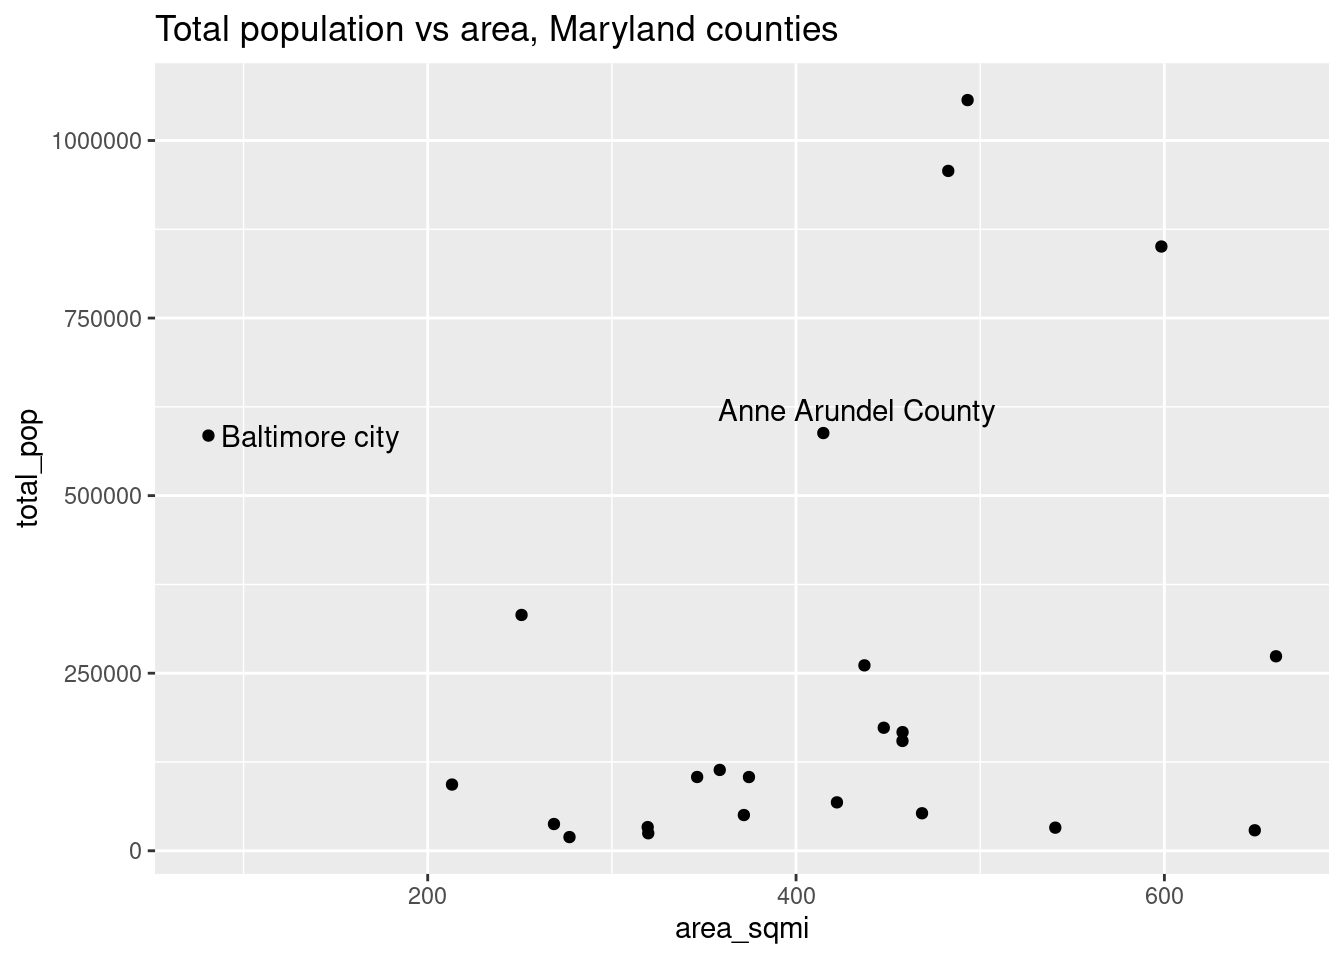 Total population vs area, Maryland counties
1000000
750000
500000
250000
0
total_pop
Anne Arundel County
Baltimore city
200
400
600
area_sqmi